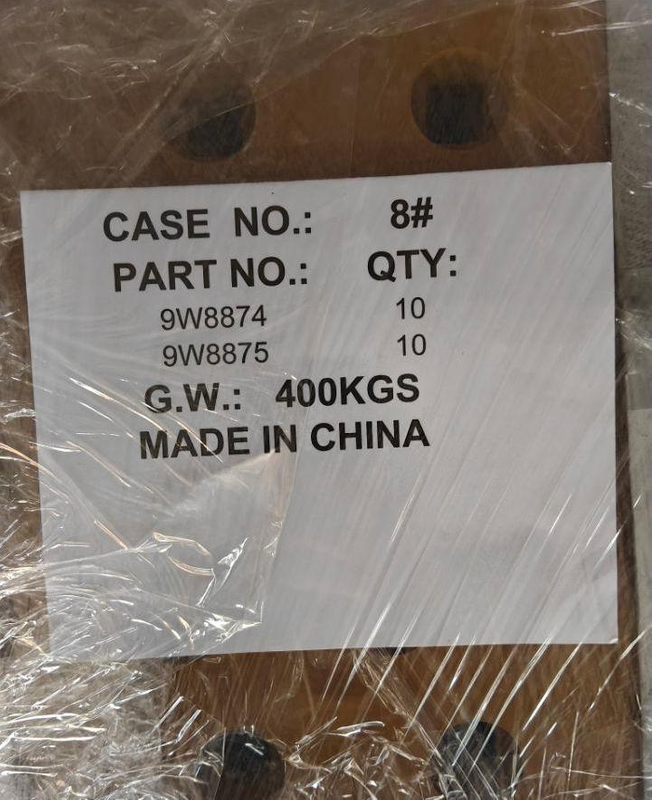 CASE NO.: 8#
PART NO.: QTY:
9W8874 10
9W8875 10
G.W.: 400KGS
MADE IN CHINA